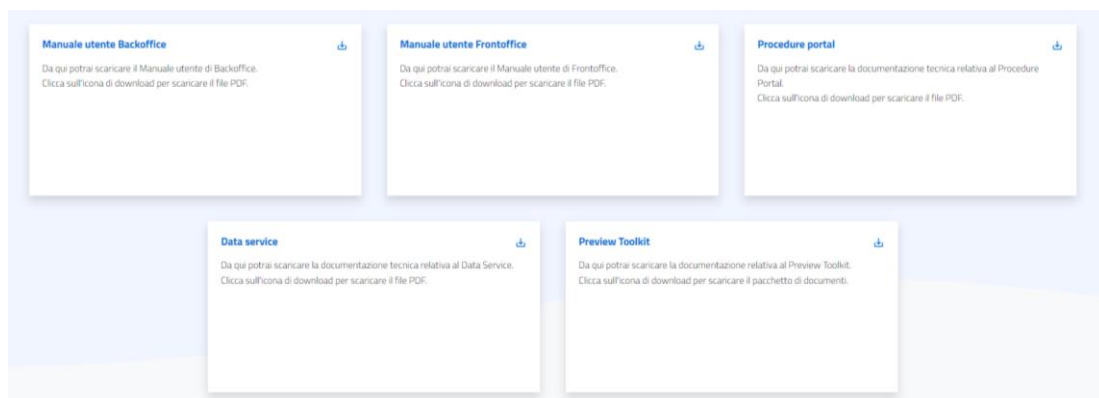 Manuale utente Backoffice
Da qui potrai scaricare il Manuale utente di Backoffice.
Clicca sull'icona di download per scaricare il file PDF.
Manuale utente Frontoffice
Da qui potrai scaricare il Manuale utente di Frontoffice.
Clicca sull'icona di download per scaricare il file PDF.
Procedure portal
Da qui potrai scaricare la documentazione tecnica relativa al Procedure
Portal.
Clicca sull'icona di download per scaricare il file PDF.
Data service
Da qui potrai scaricare la documentazione tecnica relativa al Data Service.
Clicca sull'icona di download per scaricare il file PDF.
Preview Toolkit
Da qui potrai scaricare la documentazione relativa al Preview Toolkit.
Clicca sull'icona di download per scaricare il pacchetto di documenti.